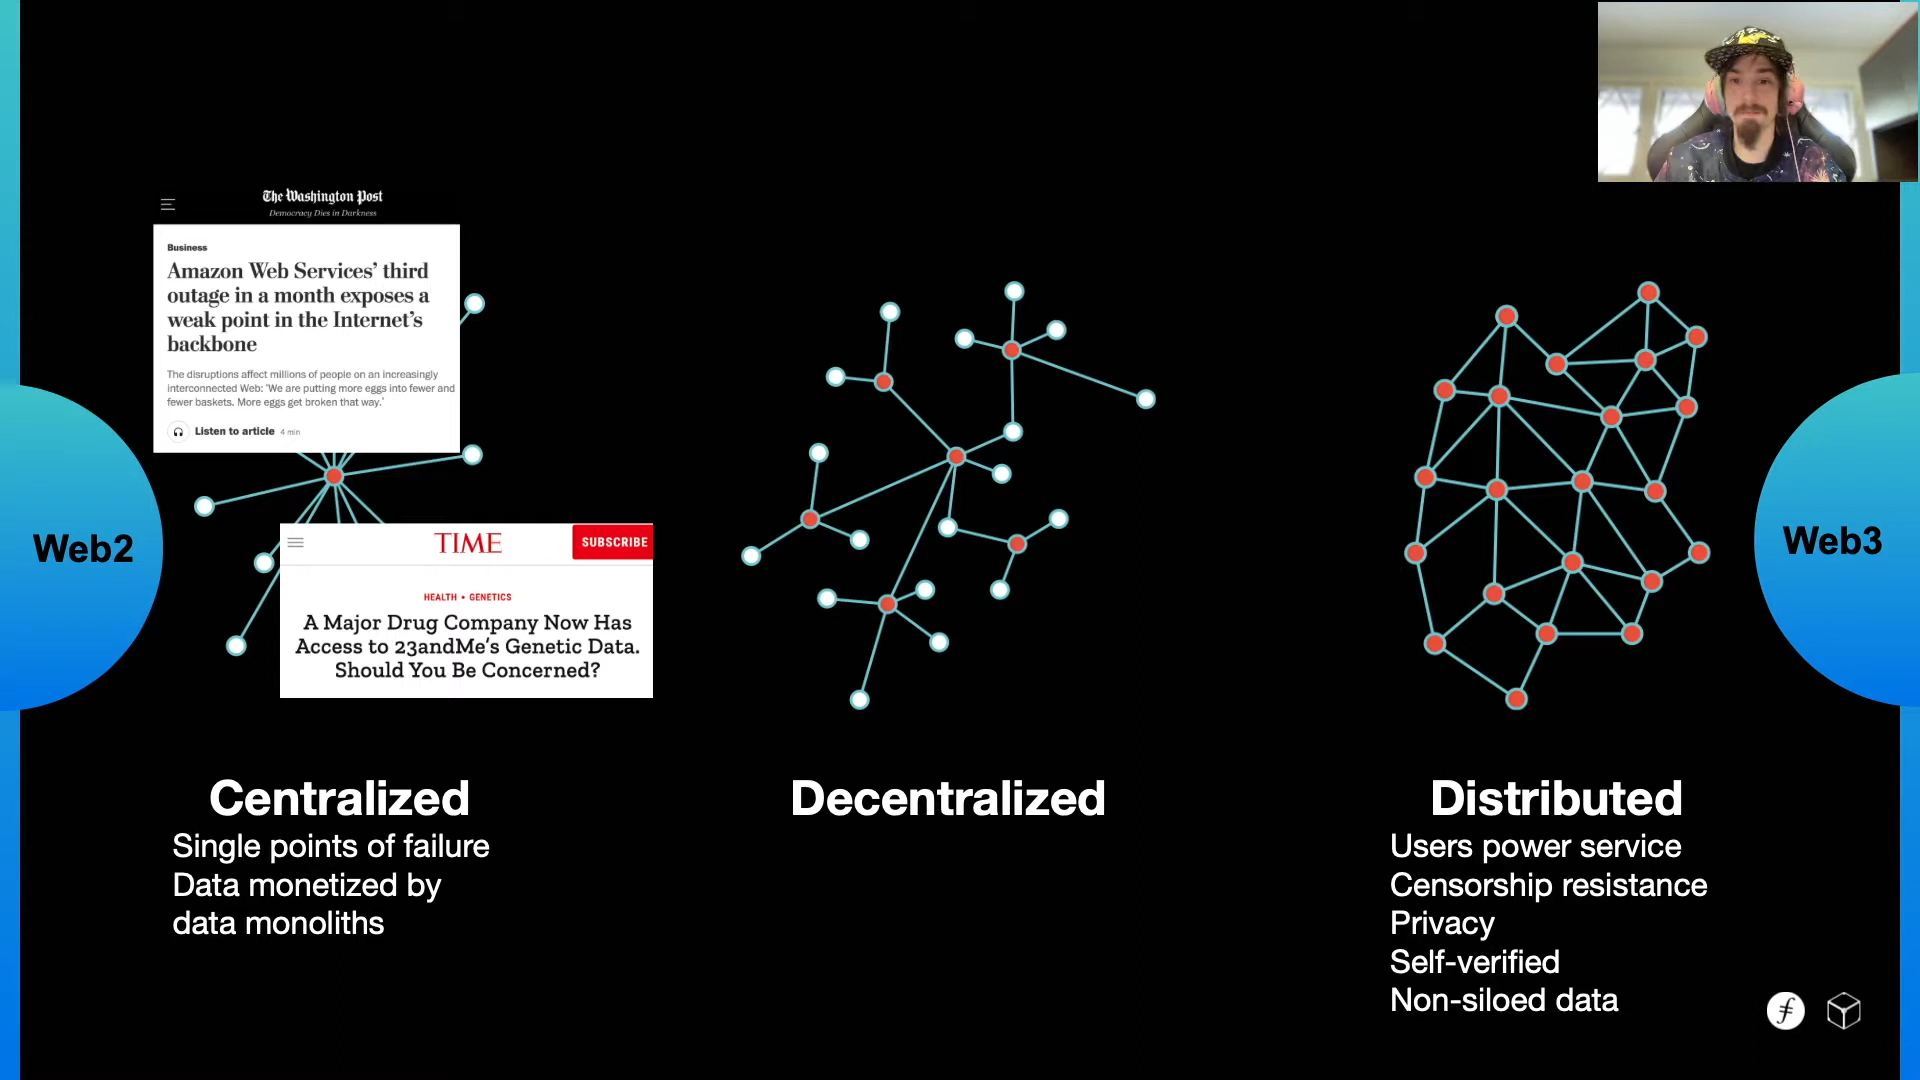 The Washington Post
Democracy Dies in Darkness
Business
Amazon Web Services’ third
outage in a month exposes a
weak point in the Internet’s
backbone
The disruptions affect millions of people on an increasingly
interconnected Web: ‘We are putting more eggs into fewer and
fewer baskets. More eggs get broken that way.’
Listen to article 4 min
Web2
TIME
SUBSCRIBE
HEALTH • GENETICS
A Major Drug Company Now Has
Access to 23andMe’s Genetic Data.
Should You Be Concerned?
Web3
Centralized
Single points of failure
Data monetized by
data monoliths
Decentralized
Distributed
Users power service
Censorship resistance
Privacy
Self-verified
Non-siloed data